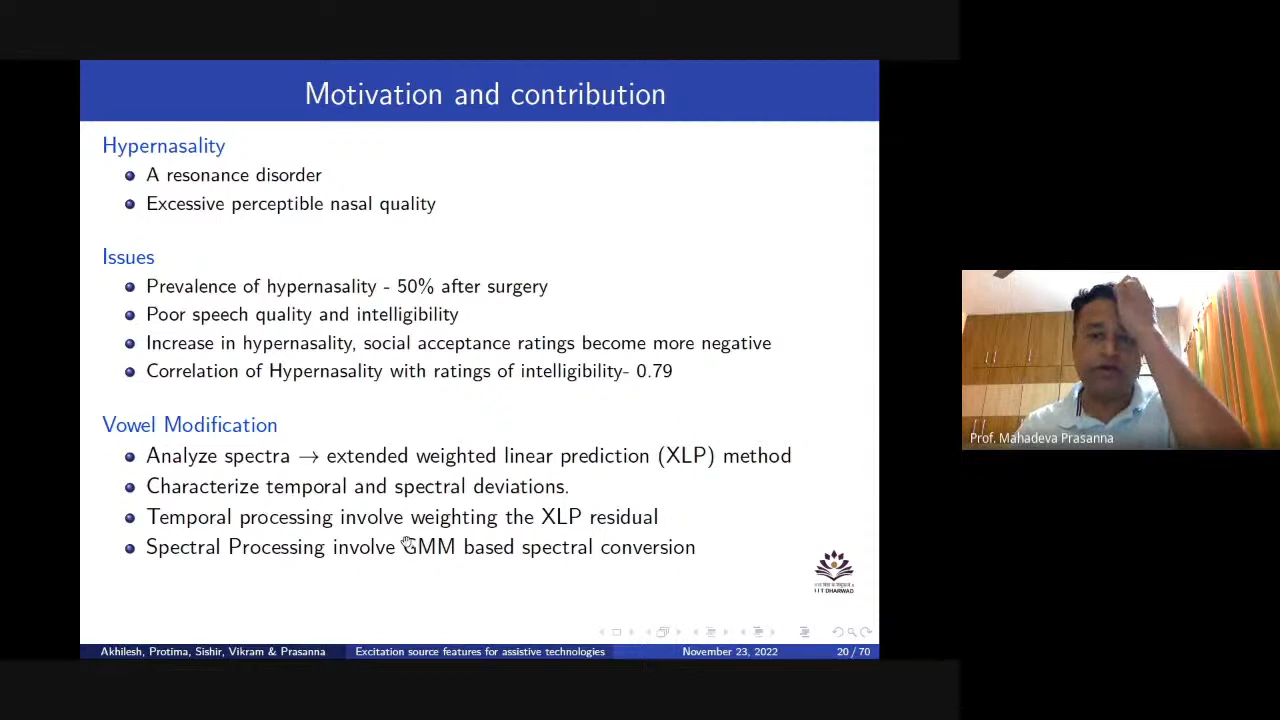 Motivation and contribution
Hypernasality
A resonance disorder
Excessive perceptible nasal quality
Issues
Prevalence of hypernasality - 50% after surgery
Poor speech quality and intelligibility
Increase in hypernasality, social acceptance ratings become more negative
Correlation of Hypernasality with ratings of intelligibility- 0.79
Vowel Modification
Analyze spectra → extended weighted linear prediction (XLP) method
Characterize temporal and spectral deviations.
Temporal processing involve weighting the XLP residual
Spectral Processing involve GMM based spectral conversion
IIT DHARWAD
Akhilesh, Protima, Sishir, Vikram & Prasanna Excitation source features for assistive technologies November 23, 2022 20 / 70
Prof. Mahadeva Prasanna